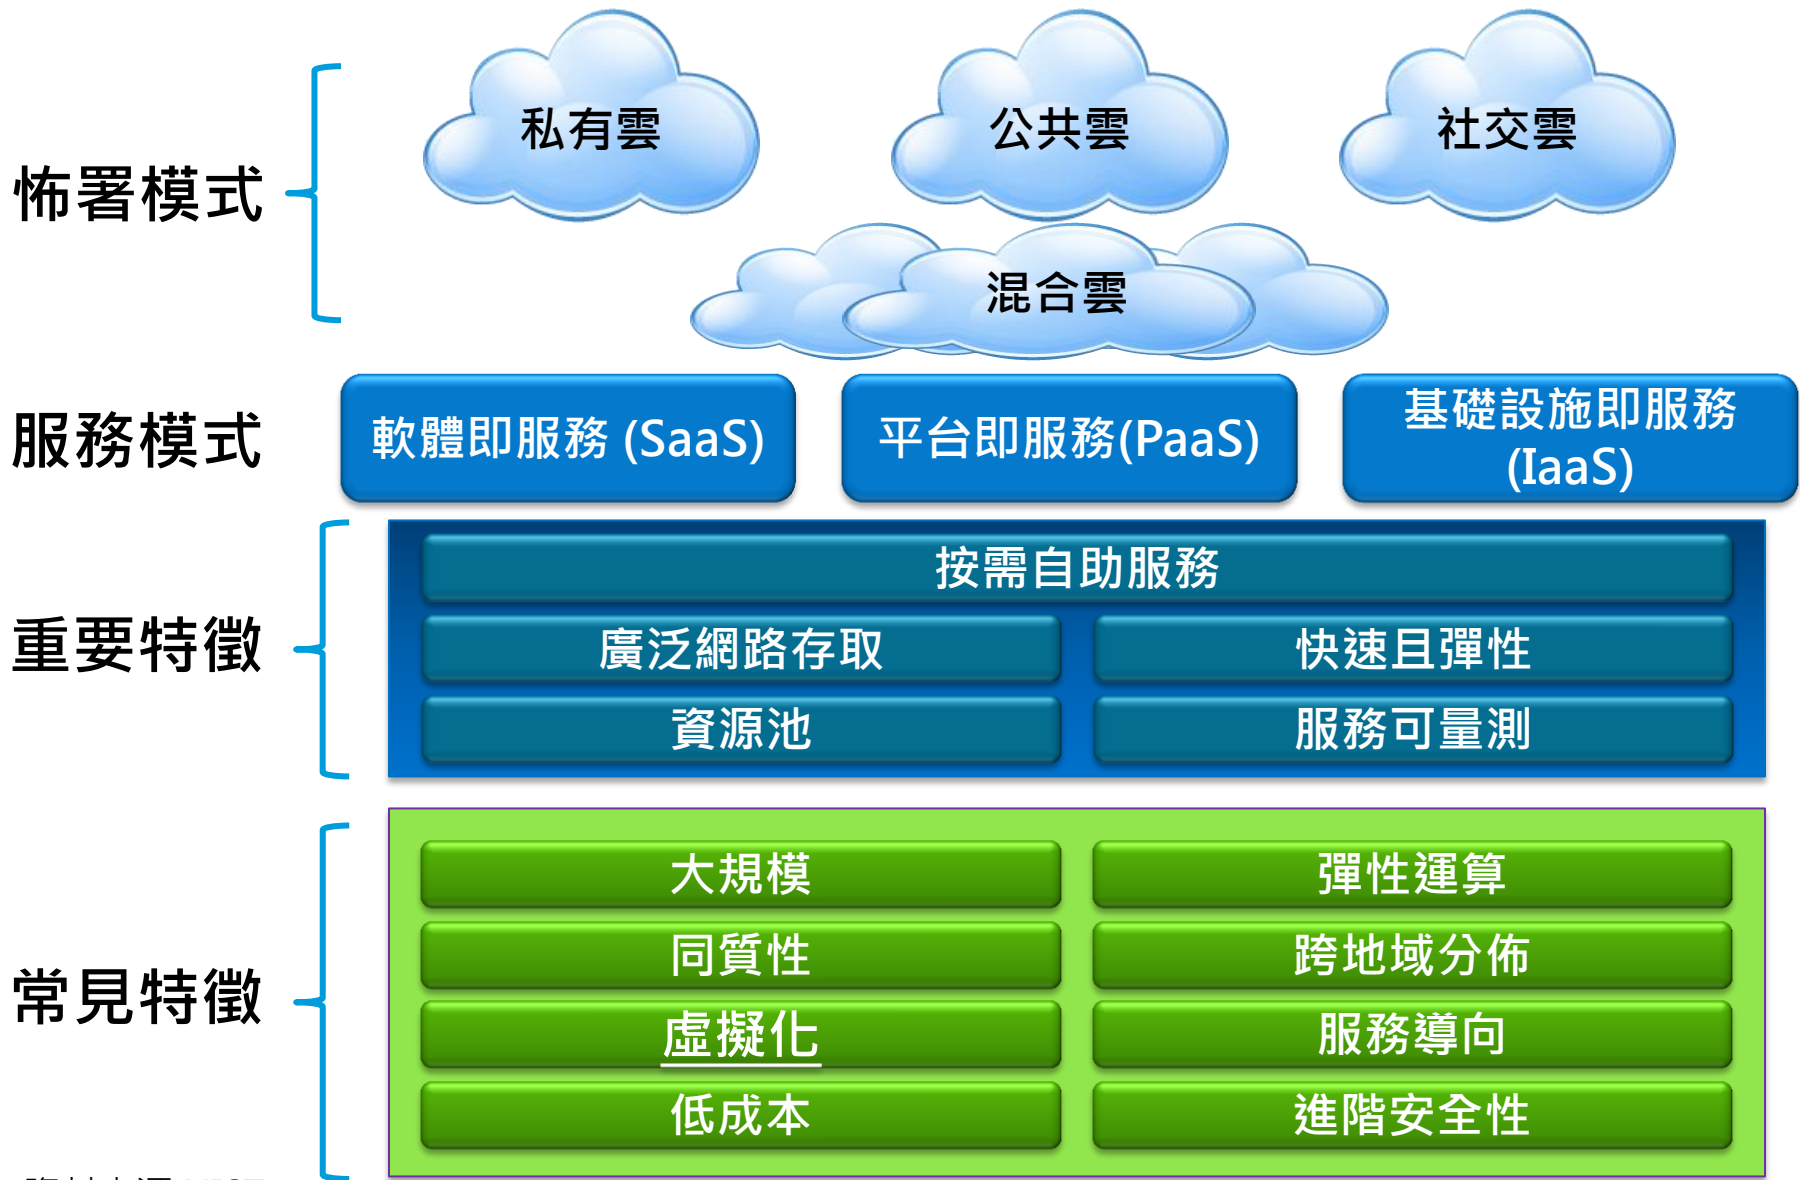 私有雲
公共雲
社交雲
怖署模式
混合雲
服務模式
軟體即服務 (SaaS)
平台即服務(PaaS)
基礎設施即服務
(IaaS)
按需自助服務
重要特徵
廣泛網路存取
快速且彈性
資源池
服務可量測
常見特徵
大規模
彈性運算
同質性
跨地域分佈
虛擬化
服務導向
低成本
進階安全性